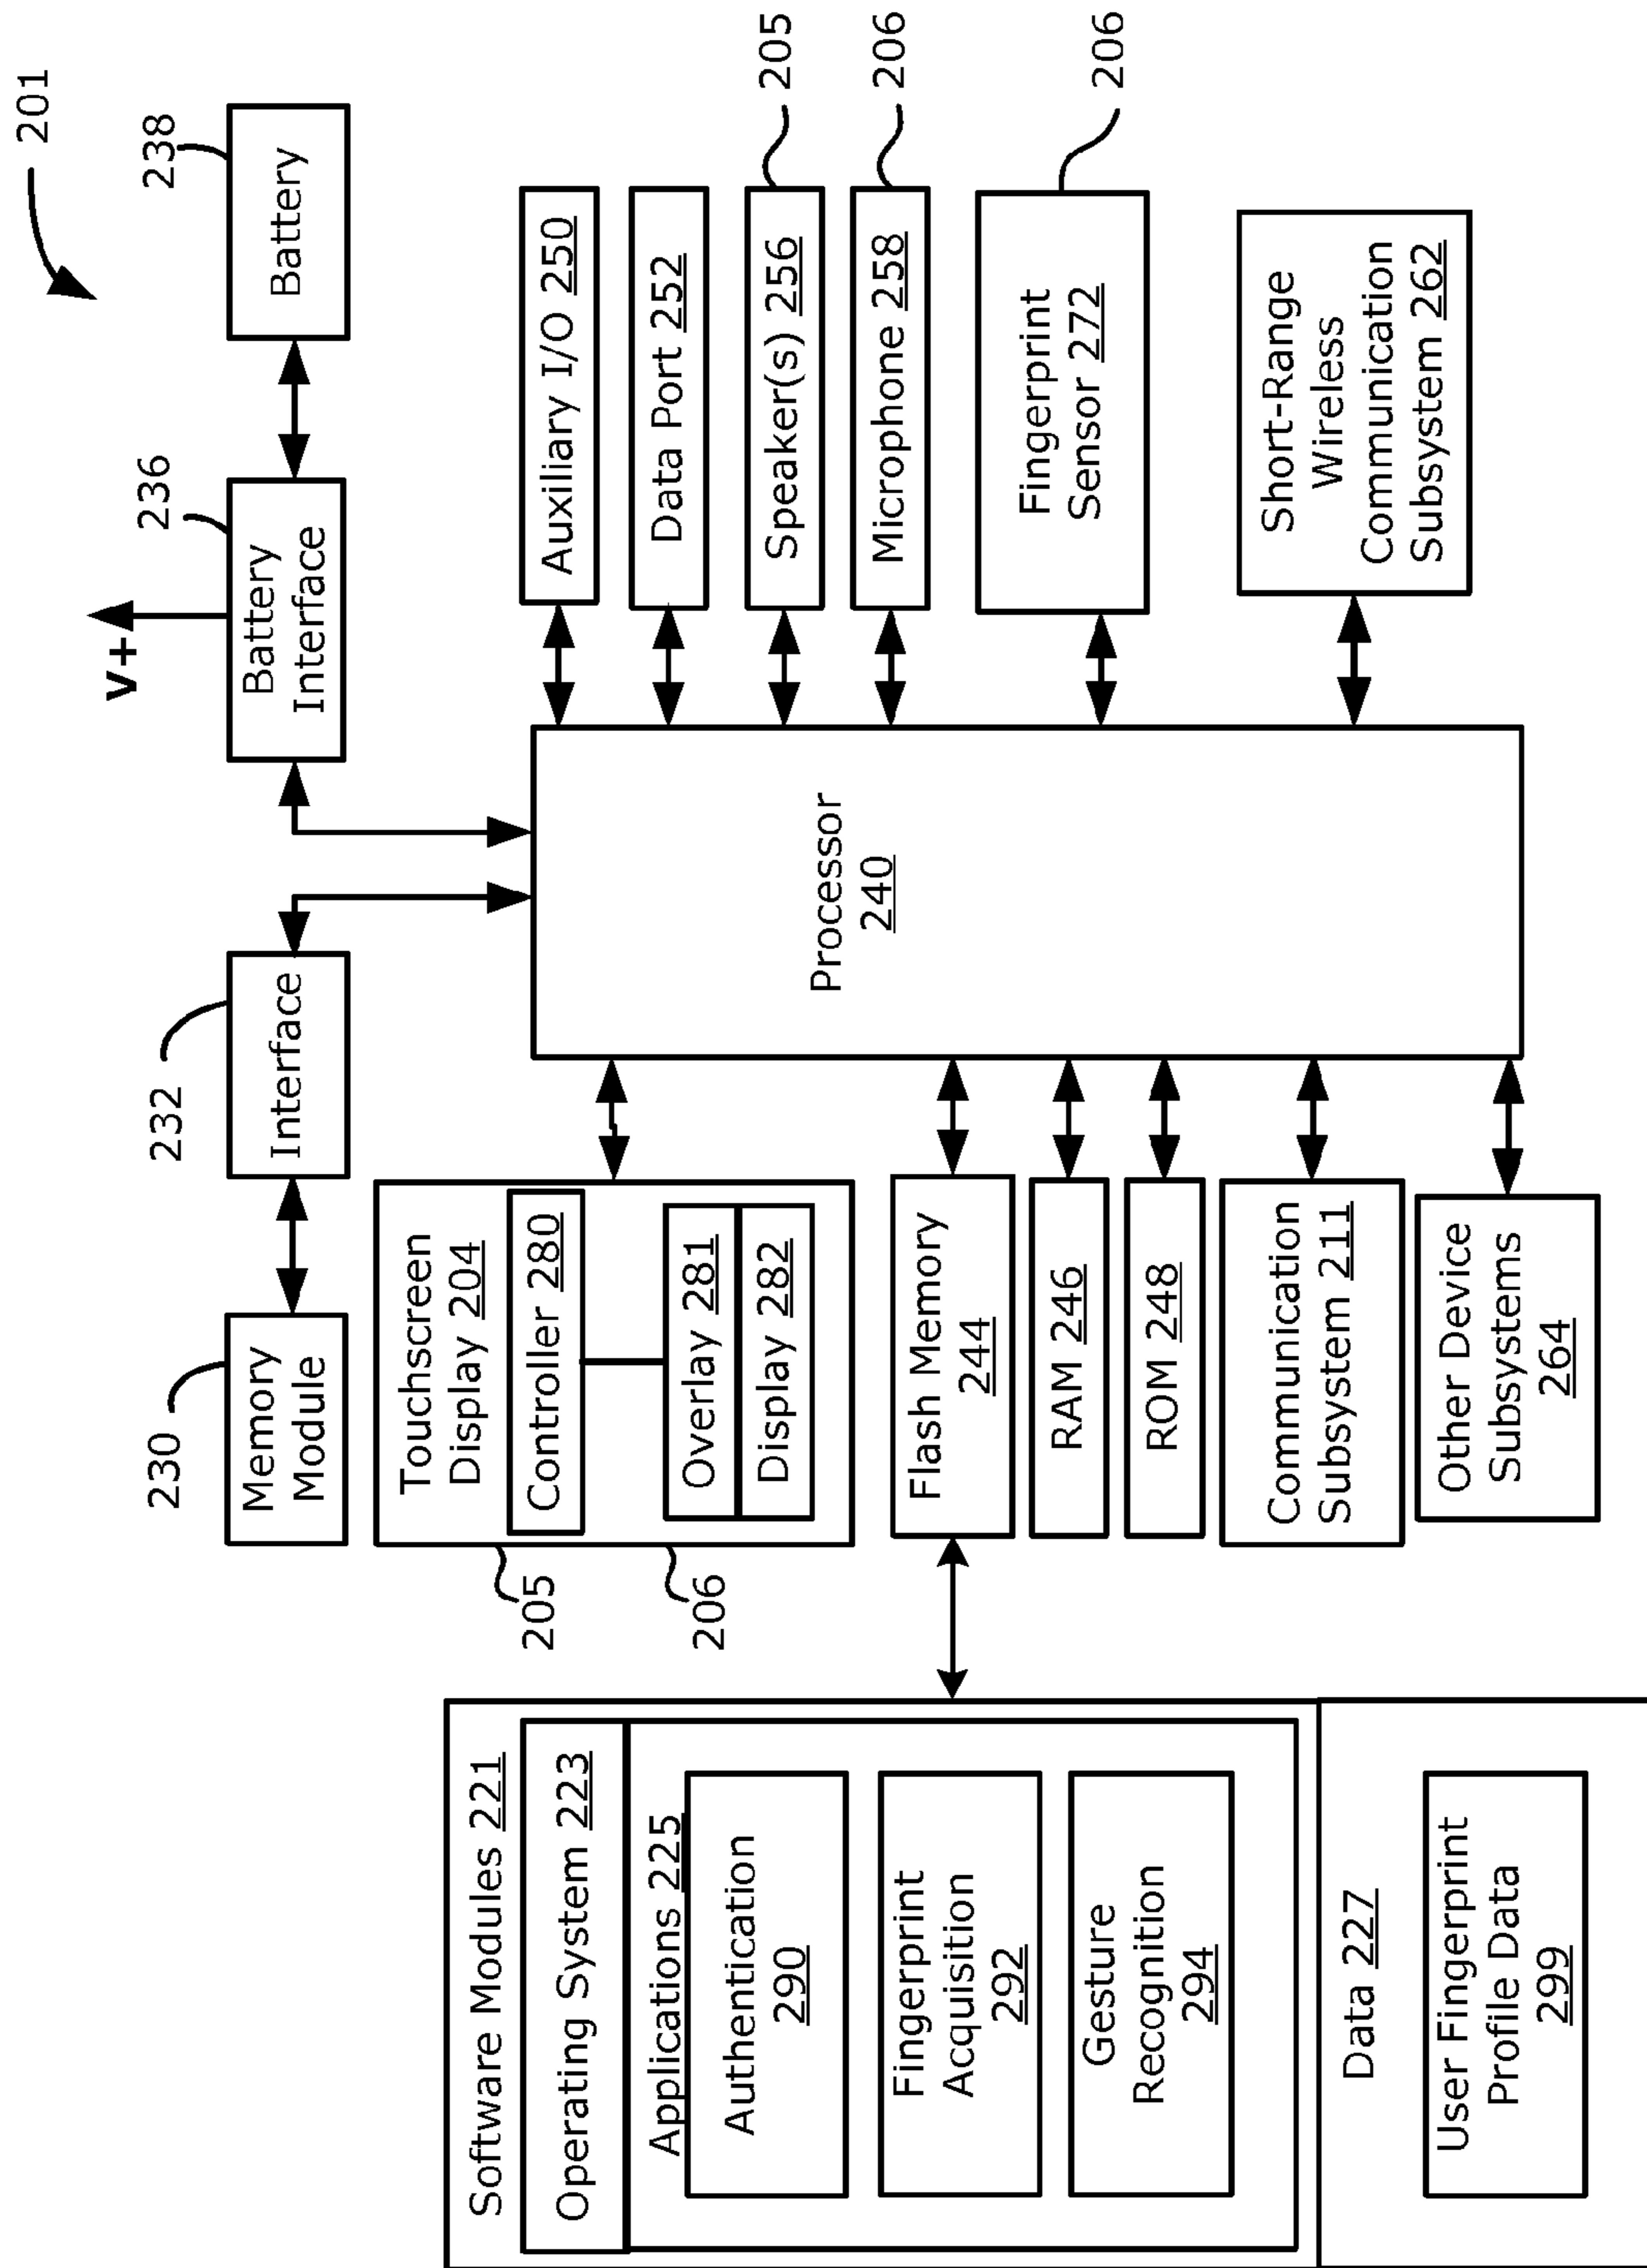 201
230
Memory
Module
232
Interface
V+
236
Battery
Interface
238
Battery
Software Modules 221
Operating System 223
Applications 225
Authentication
290
Fingerprint
Acquisition
292
Gesture
Recognition
294
Data 227
User Fingerprint
Profile Data
299
205
206
Touchscreen
Display 204
Controller 280
Overlay 281
Display 282
Flash Memory
244
RAM 246
ROM 248
Communication
Subsystem 211
Other Device
Subsystems
264
Processor
240
Auxiliary I/O 250
Data Port 252
Speaker(s) 256
205
Microphone 258
206
Fingerprint
Sensor 272
206
Short-Range
Wireless
Communication
Subsystem 262